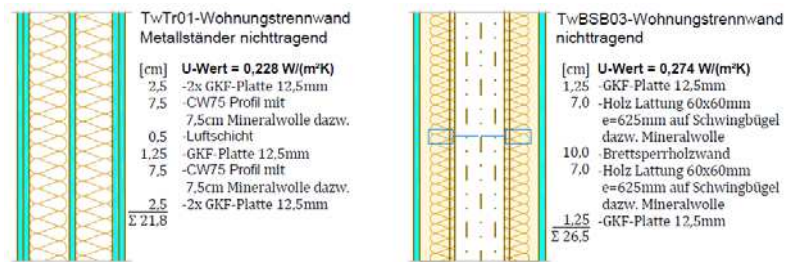 TwTr01-Wohnungstrennwand
Metallständer nichttragend
[cm] U-Wert = 0,228 W/(m²K)
2,5 -2x GKF-Platte 12,5mm
7,5 -CW75 Profil mit
7,5cm Mineralwolle dazw.
0,5 -Luftschicht
1,25 -GKF-Platte 12,5mm
7,5 -CW75 Profil mit
7,5cm Mineralwolle dazw.
2,5 -2x GKF-Platte 12,5mm
Σ 21,8
TwBSB03-Wohnungstrennwand
nichttragend
[cm] U-Wert = 0,274 W/(m²K)
1,25 -GKF-Platte 12,5mm
7,0 -Holz Lattung 60x60mm
e=625mm auf Schwingbügel
dazw. Mineralwolle
10,0 -Brettsperrholzwand
7,0 -Holz Lattung 60x60mm
e=625mm auf Schwingbügel
dazw. Mineralwolle
1,25 -GKF-Platte 12,5mm
Σ 26,5